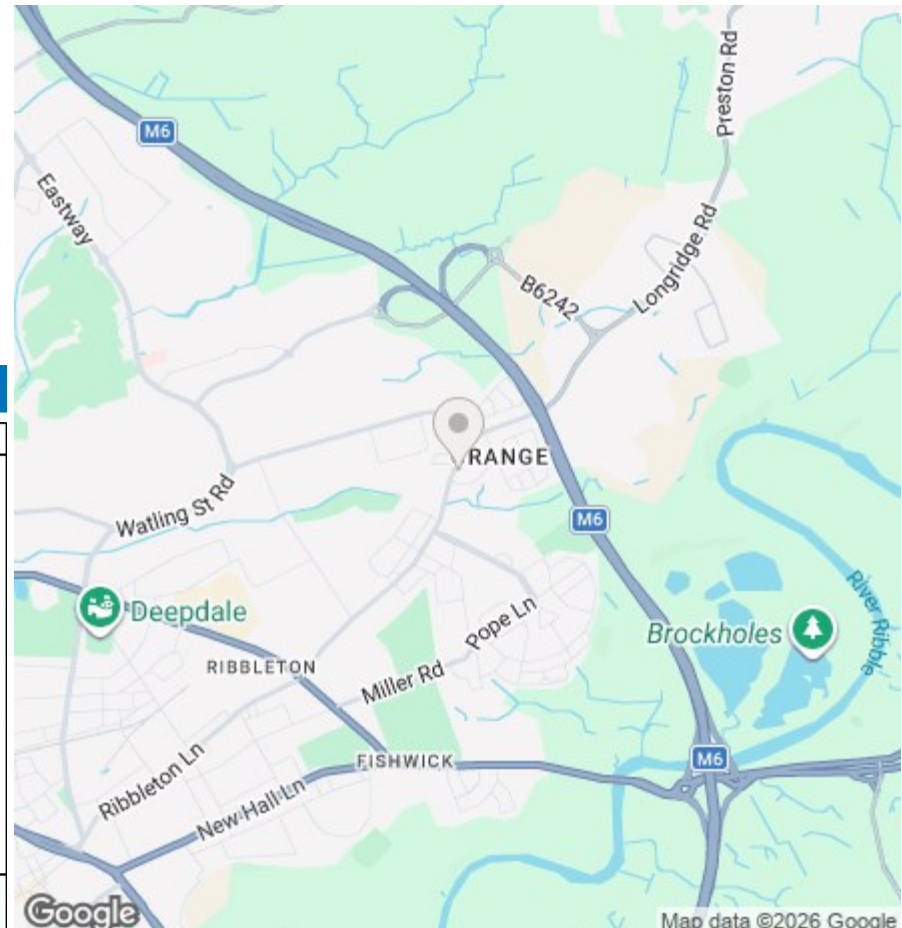 M6
Preston Rd
Eastway
Longridge Rd
B6242
RANGE
Watling St Rd
M6
Deepdale
Pope Ln
Brockholes
River Ribble
RIBBLETON
Miller Rd
Ribbleton Ln
FISHWICK
M6
New Hall Ln
Google
Map data ©2026 Google